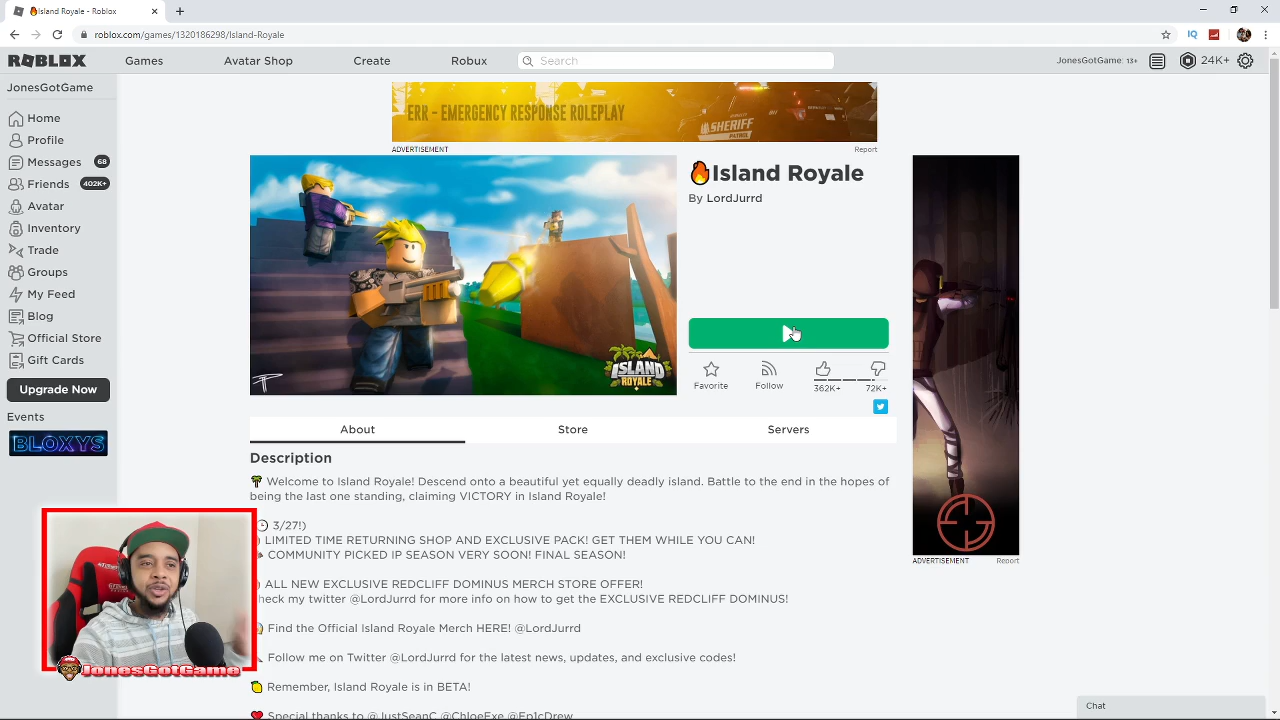 Island Royale - Roblox
roblox.com/games/1320186298/Island-Royale
IQ
ROBLOX
Games
Avatar Shop
Create
Robux
Search
JonesGotGame: 13+
24K+
JonesGotGame
Home
Profile
Messages 68
Friends 402K+
Avatar
Inventory
Trade
Groups
My Feed
Blog
Official Store
Gift Cards
Upgrade Now
Events
BLOXYS
ERR - EMERGENCY RESPONSE ROLEPLAY
SHERIFF
ADVERTISEMENT
Report
ISLAND
ROYALE
🔥Island Royale
By LordJurrd
Favorite
Follow
362K+
72K+
About
Store
Servers
Description
🌴 Welcome to Island Royale! Descend onto a beautiful yet equally deadly island. Battle to the end in the hopes of
being the last one standing, claiming VICTORY in Island Royale!
3/27!)
LIMITED TIME RETURNING SHOP AND EXCLUSIVE PACK! GET THEM WHILE YOU CAN!
COMMUNITY PICKED IP SEASON VERY SOON! FINAL SEASON!
ALL NEW EXCLUSIVE REDCLIFF DOMINUS MERCH STORE OFFER!
heck my twitter @LordJurrd for more info on how to get the EXCLUSIVE REDCLIFF DOMINUS!
Find the Official Island Royale Merch HERE! @LordJurrd
Follow me on Twitter @LordJurrd for the latest news, updates, and exclusive codes!
🍋 Remember, Island Royale is in BETA!
❤️ Special thanks to @JustSeanC @ChloeExe @Ep1cDrew
ADVERTISEMENT
Report
JonesGotGame
Chat